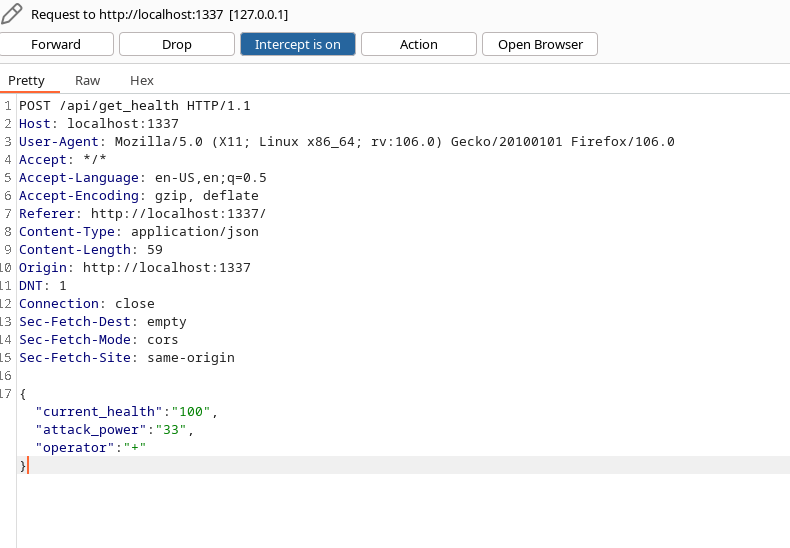 Request to http://localhost:1337 [127.0.0.1]
Forward Drop Intercept is on Action Open Browser
Pretty Raw Hex
1 POST /api/get_health HTTP/1.1
2 Host: localhost:1337
3 User-Agent: Mozilla/5.0 (X11; Linux x86_64; rv:106.0) Gecko/20100101 Firefox/106.0
4 Accept: */*
5 Accept-Language: en-US,en;q=0.5
6 Accept-Encoding: gzip, deflate
7 Referer: http://localhost:1337/
8 Content-Type: application/json
9 Content-Length: 59
10 Origin: http://localhost:1337
11 DNT: 1
12 Connection: close
13 Sec-Fetch-Dest: empty
14 Sec-Fetch-Mode: cors
15 Sec-Fetch-Site: same-origin
16
17 {
"current_health":"100",
"attack_power":"33",
"operator":"+"
}